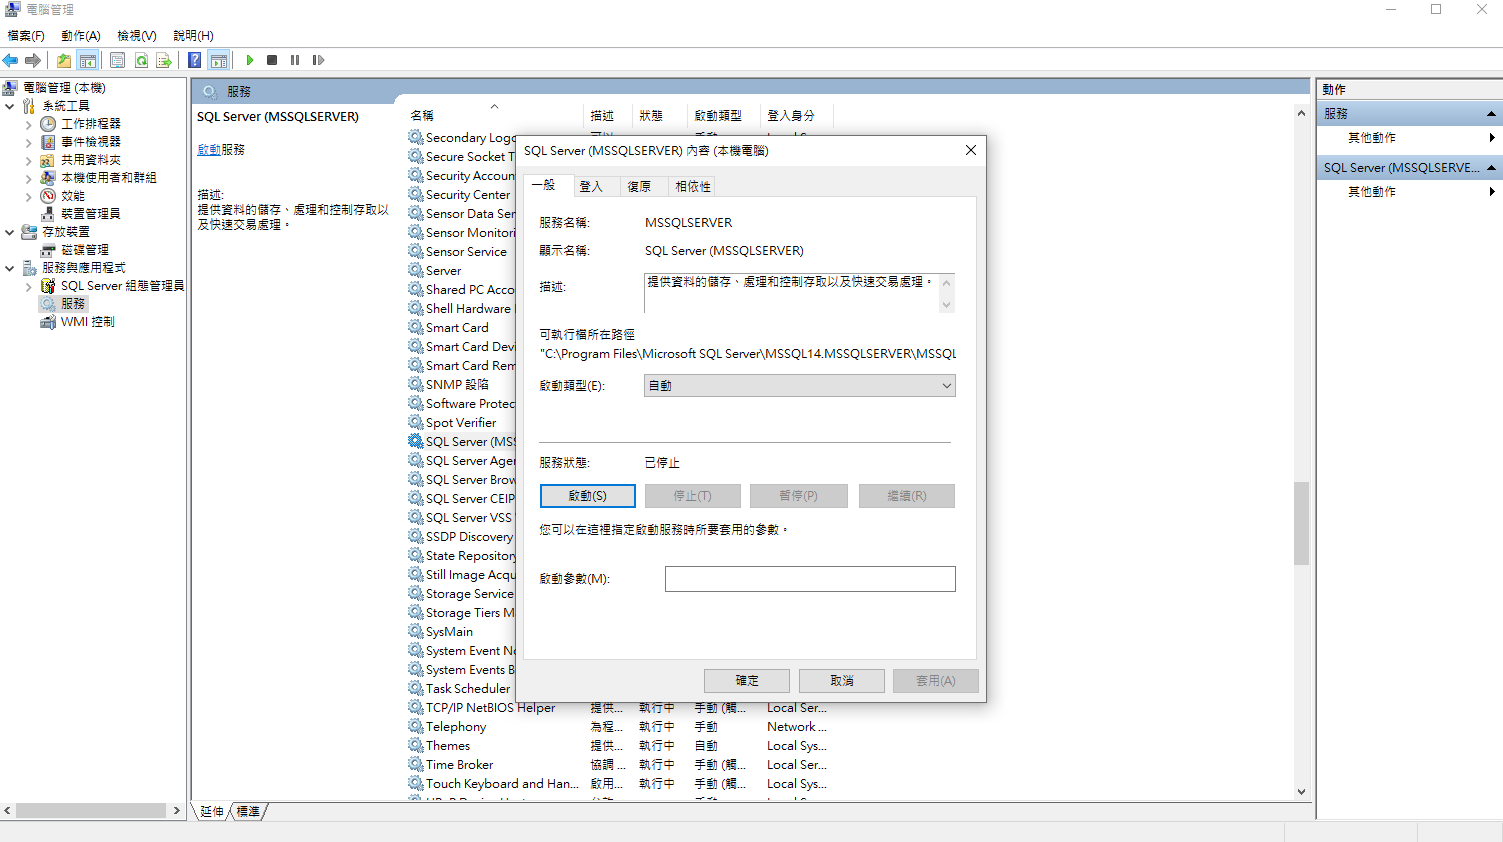 電腦管理
檔案(F) 動作(A) 檢視(V) 說明(H)
電腦管理 (本機)
系統工具
工作排程器
事件檢視器
共用資料夾
本機使用者和群組
效能
裝置管理員
存放裝置
磁碟管理
服務與應用程式
SQL Server 組態管理員
服務
WMI 控制
服務
SQL Server (MSSQLSERVER)
啟動服務
描述:
提供資料的儲存、處理和控制存取以
及快速交易處理。
名稱 描述 狀態 啟動類型 登入身分
Secondary Logo
Secure Socket T
Security Accoun
Security Center
Sensor Data Ser
Sensor Monitori
Sensor Service
Server
Shared PC Acco
Shell Hardware
Smart Card
Smart Card Devi
Smart Card Rem
SNMP 設陷
Software Protec
Spot Verifier
SQL Server (MSS
SQL Server Ager
SQL Server Brow
SQL Server CEIP
SQL Server VSS
SSDP Discovery
State Repository
Still Image Acqu
Storage Service
Storage Tiers M
SysMain
System Event No
System Events B
Task Scheduler
TCP/IP NetBIOS Helper 提供... 執行中 手動 (觸... Local Ser...
Telephony 為程... 執行中 手動 Network ...
Themes 提供... 執行中 自動 Local Sys...
Time Broker 協調 ... 執行中 手動 (觸... Local Ser...
Touch Keyboard and Han... 啟用... 執行中 手動 (觸... Local Sys...
延伸 標準
SQL Server (MSSQLSERVER) 內容 (本機電腦)
一般 登入 復原 相依性
服務名稱: MSSQLSERVER
顯示名稱: SQL Server (MSSQLSERVER)
描述: 提供資料的儲存、處理和控制存取以及快速交易處理。
可執行檔所在路徑
"C:\Program Files\Microsoft SQL Server\MSSQL14.MSSQLSERVER\MSSQL
啟動類型(E): 自動
服務狀態: 已停止
啟動(S) 停止(T) 暫停(P) 繼續(R)
您可以在這裡指定啟動服務時所要套用的參數。
啟動參數(M):
確定 取消 套用(A)
動作
服務
其他動作
SQL Server (MSSQLSERVE...
其他動作